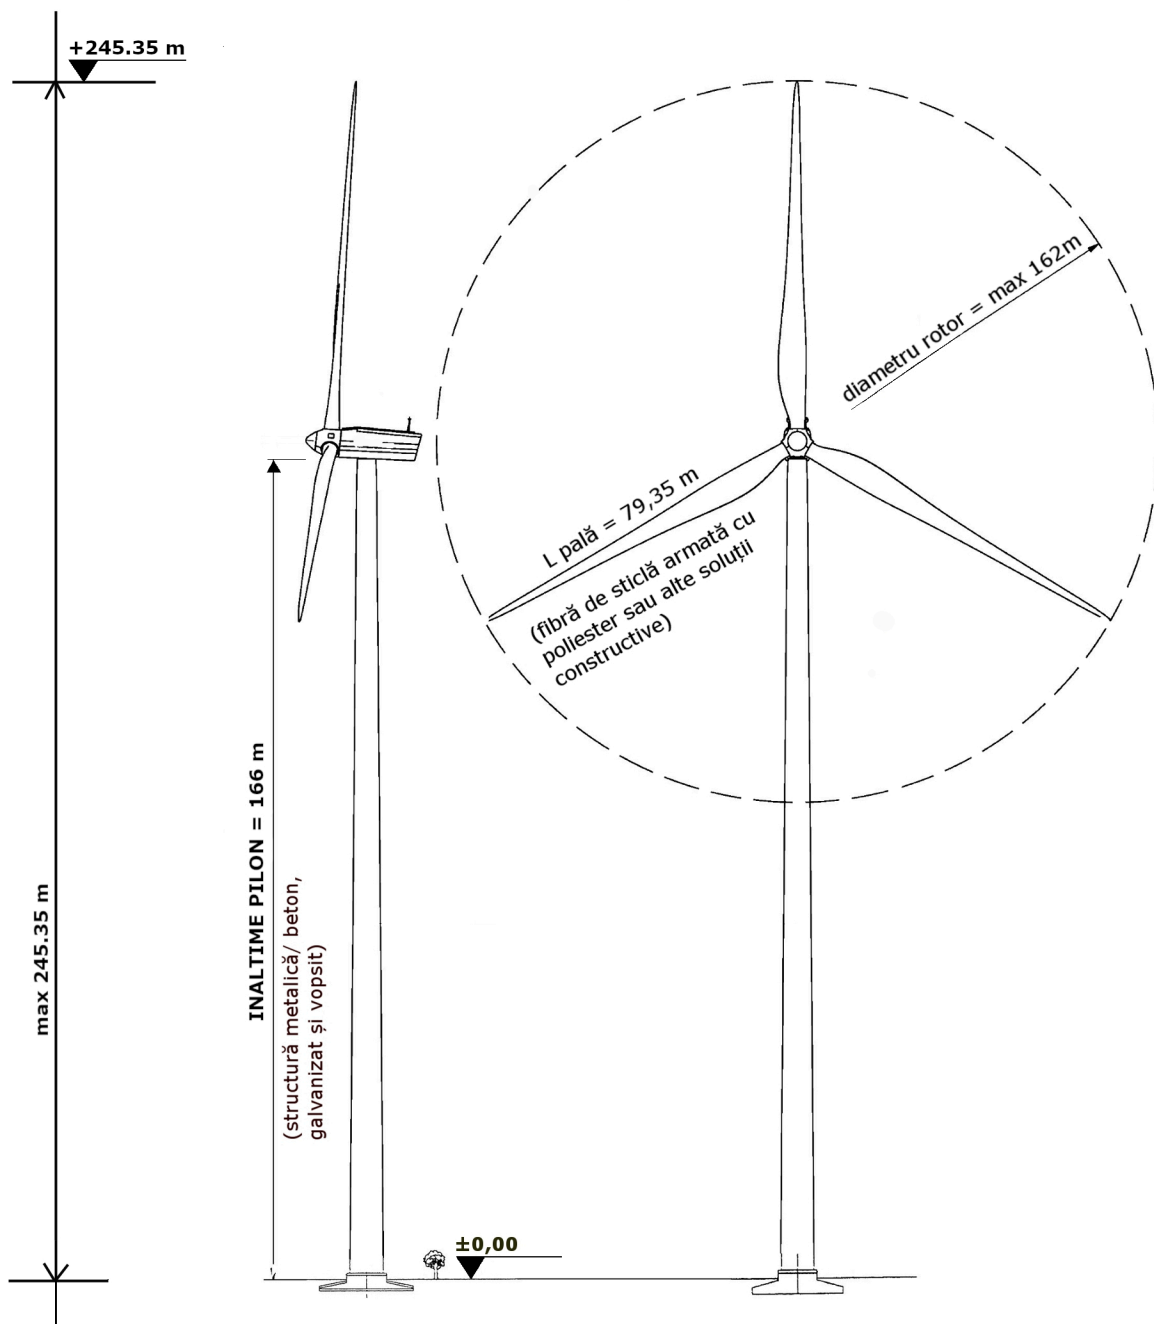 +245.35 m
diametru rotor = max 162m
L pală = 79,35 m
(fibră de sticlă armată cu
poliester sau alte soluții
constructive)
INALTIME PILON = 166 m
(structură metalică/ beton,
galvanizat și vopsit)
max 245.35 m
±0,00